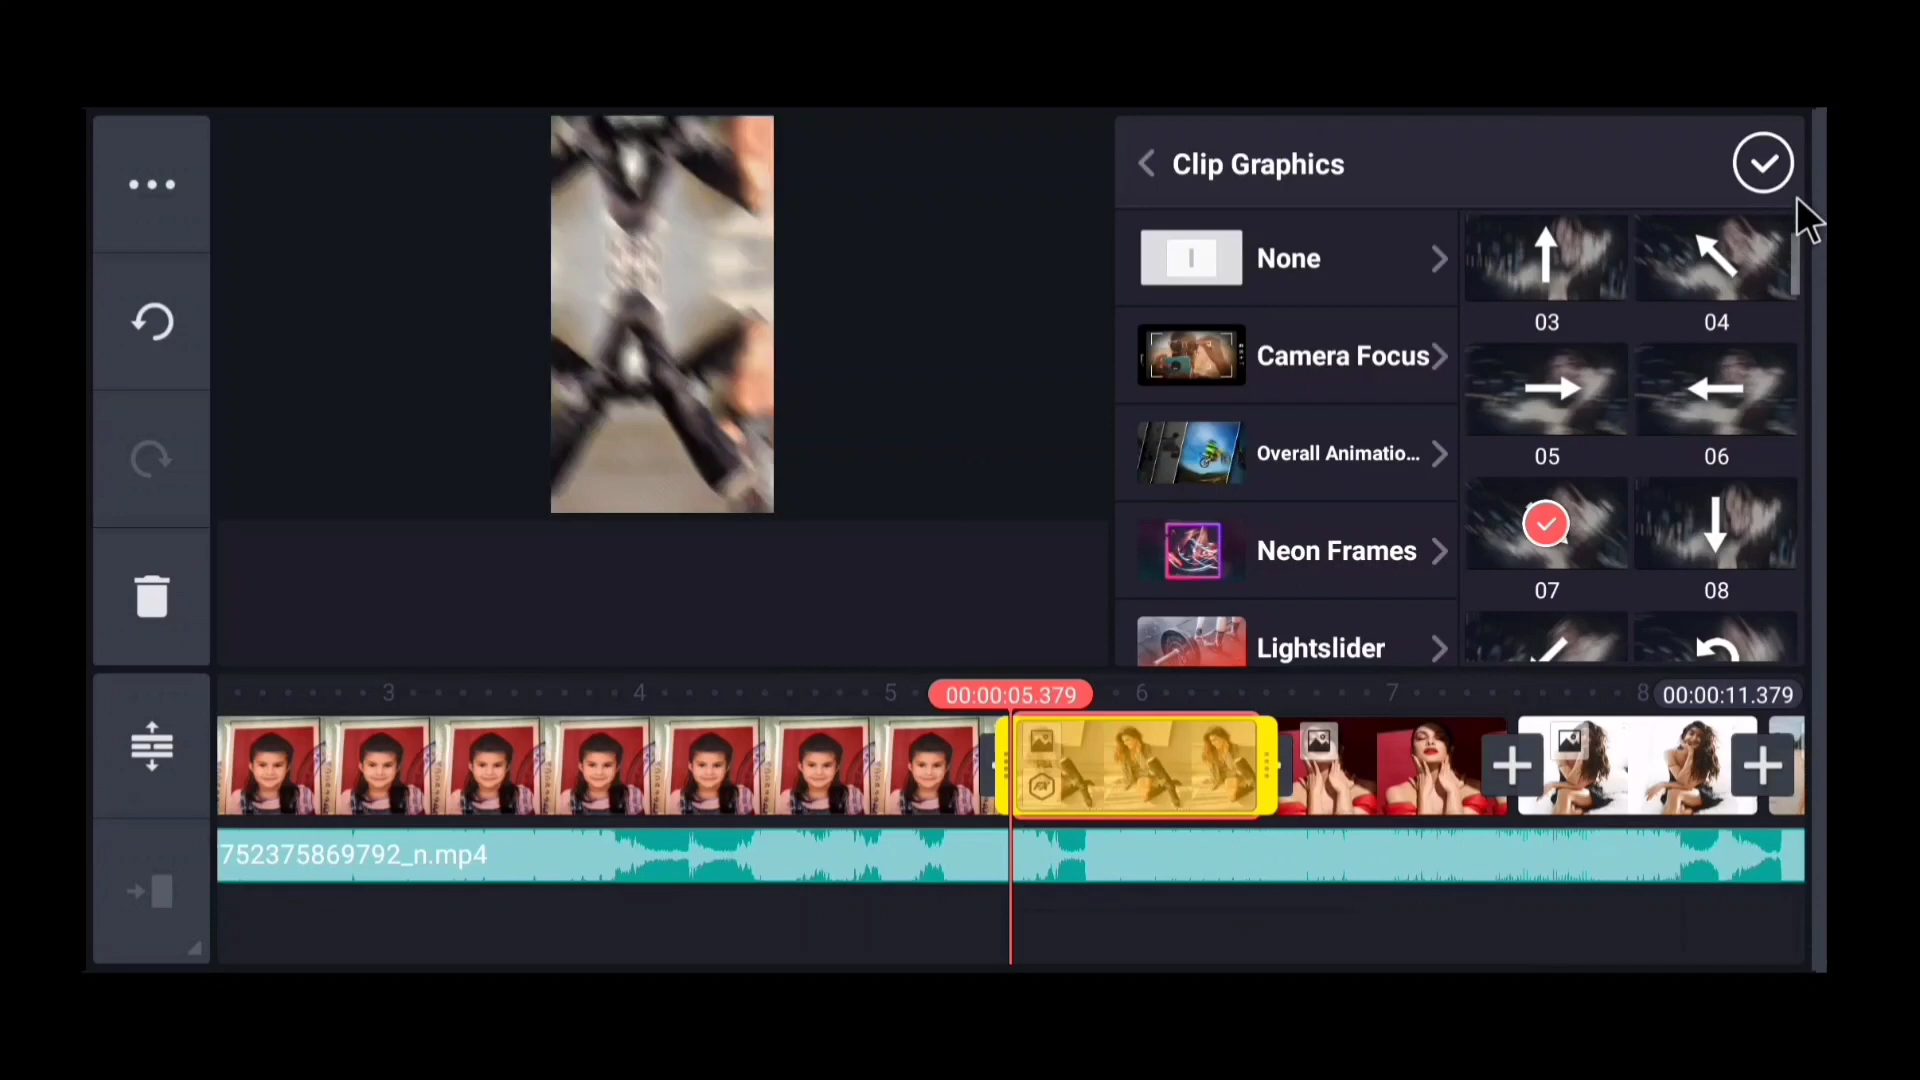 Clip Graphics
None
Camera Focus
Overall Animatio...
Neon Frames
Lightslider
03
04
05
06
07
08
3
4
5
00:00:05.379
6
7
8
00:00:11.379
752375869792_n.mp4